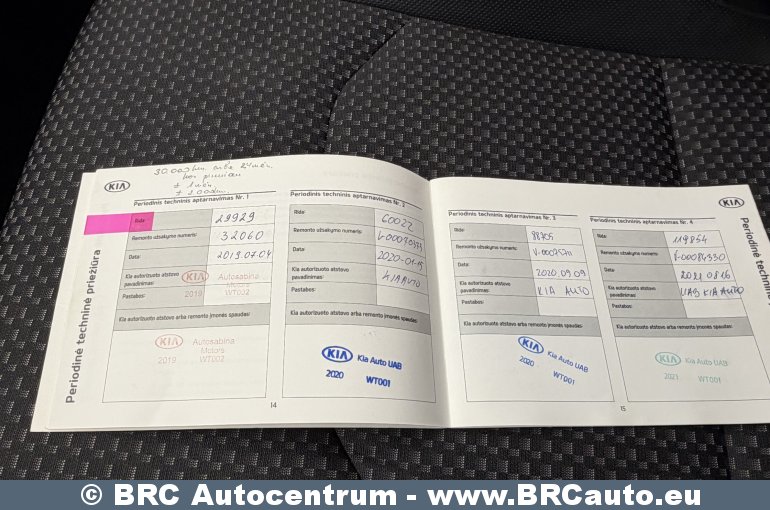 30.000km. arba 24mėn.
± 1mėn.
KIA
Periodinis techninis aptarnavimas Nr. 1
Rida:
29929
Remonto užsakymo numeris:
32060
Data:
Kia autorizuoto atstovo pavadinimas:
KIA Autosabina
Motors
2019 WT002
Pastabos:
Kia autorizuoto atstovo arba remonto įmonės spaudas:
KIA Autosabina
Motors
2019 WT002
Periodinė techninė priežiūra
14
Periodinis techninis aptarnavimas Nr. 2
Rida:
60022
Remonto užsakymo numeris:
Data:
2020-01-15
Kia autorizuoto atstovo pavadinimas:
KIA AUTO
Pastabos:
Kia autorizuoto atstovo arba remonto įmonės spaudas:
KIA Kia Auto UAB
2020 WT001
Periodinis techninis aptarnavimas Nr. 3
Rida:
88705
Remonto užsakymo numeris:
Data:
2020.09.09
Kia autorizuoto atstovo pavadinimas:
KIA AUTO
Pastabos:
Kia autorizuoto atstovo arba remonto įmonės spaudas:
KIA Kia Auto UAB
2020 WT001
15
KIA
Periodinis techninis aptarnavimas Nr. 4
Rida:
119854
Remonto užsakymo numeris:
V-00084330
Data:
2021 08 16
Kia autorizuoto atstovo pavadinimas:
UAB KIA AUTO
Pastabos:
Kia autorizuoto atstovo arba remonto įmonės spaudas:
KIA Kia Auto UAB
2021 WT001
Periodinė techninė
© BRC Autocentrum - www.BRCauto.eu